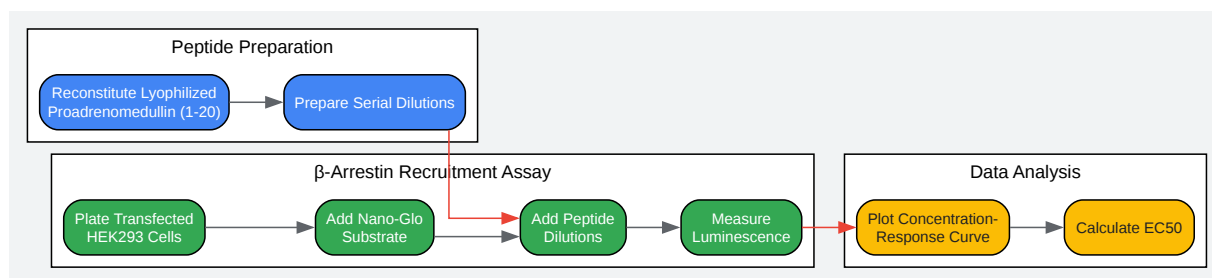 Peptide Preparation
Reconstitute Lyophilized
Proadrenomedullin (1-20)
Prepare Serial Dilutions
β-Arrestin Recruitment Assay
Plate Transfected
HEK293 Cells
Add Nano-Glo
Substrate
Add Peptide
Dilutions
Measure
Luminescence
Data Analysis
Plot Concentration-
Response Curve
Calculate EC50